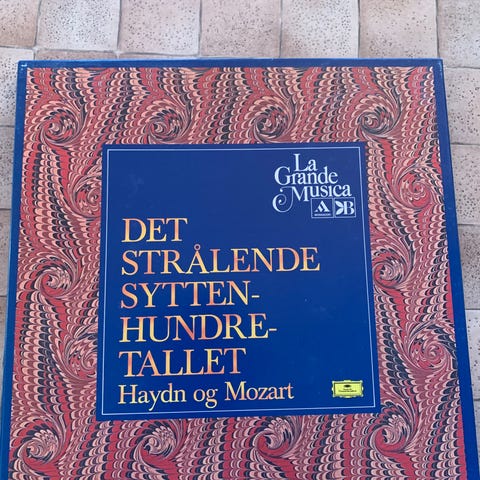 La
Grande
Musica
DET
STRÅLENDE
SYTTEN-
HUNDRE-
TALLET
Haydn og Mozart